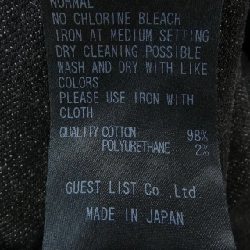 NORMAL
NO CHLORINE BLEACH
IRON AT MEDIUM SETTING
DRY CLEANING POSSIBLE
WASH AND DRY WITH LIKE
COLORS
PLEASE USE IRON WITH
CLOTH
QUALITY COTTON 98%
POLYURETHANE 2%
GUEST LIST Co.,Ltd
MADE IN JAPAN